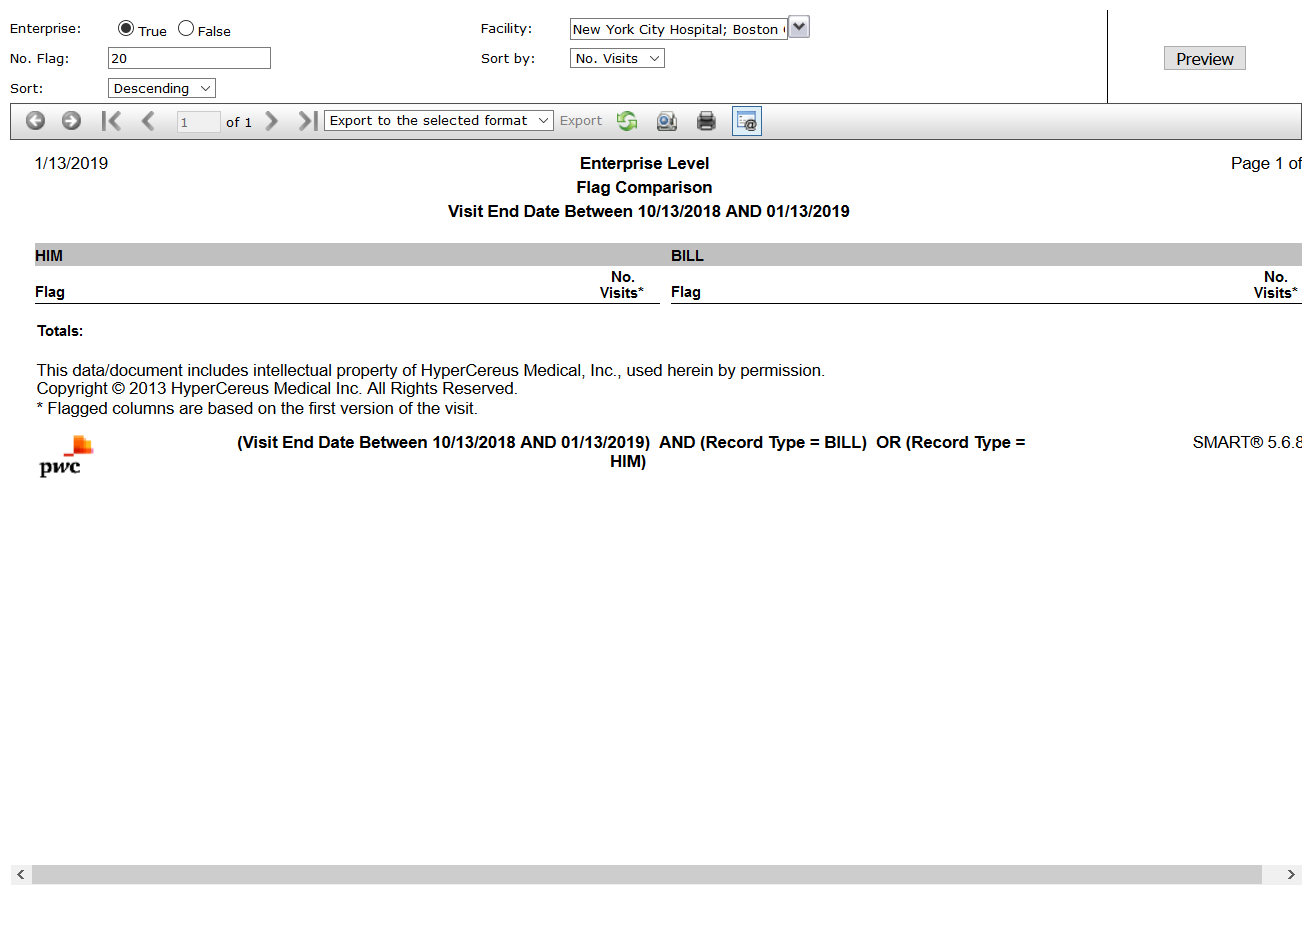 Enterprise: True False Facility: New York City Hospital; Boston
No. Flag: 20 Sort by: No. Visits
Preview
Sort: Descending
1 of 1 Export to the selected format Export
1/13/2019 Enterprise Level Page 1 of
Flag Comparison
Visit End Date Between 10/13/2018 AND 01/13/2019
HIM BILL
Flag No. Visits* Flag No. Visits*
Totals:
This data/document includes intellectual property of HyperCereus Medical, Inc., used herein by permission.
Copyright © 2013 HyperCereus Medical Inc. All Rights Reserved.
* Flagged columns are based on the first version of the visit.
pwc (Visit End Date Between 10/13/2018 AND 01/13/2019) AND (Record Type = BILL) OR (Record Type = SMART® 5.6.8
HIM)